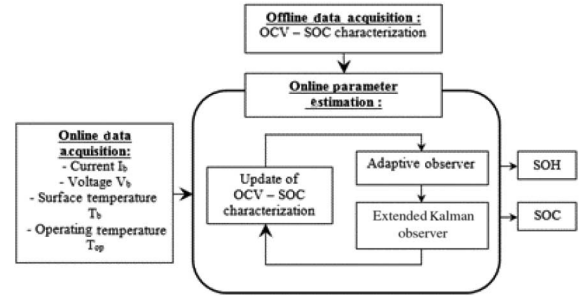 Offline data acquisition :
OCV – SOC characterization
Online parameter
estimation :
Online data
acquisition:
- Current Ib
- Voltage Vb
- Surface temperature
Tb
- Operating temperature
Top
Update of
OCV – SOC
characterization
Adaptive observer
Extended Kalman
observer
SOH
SOC